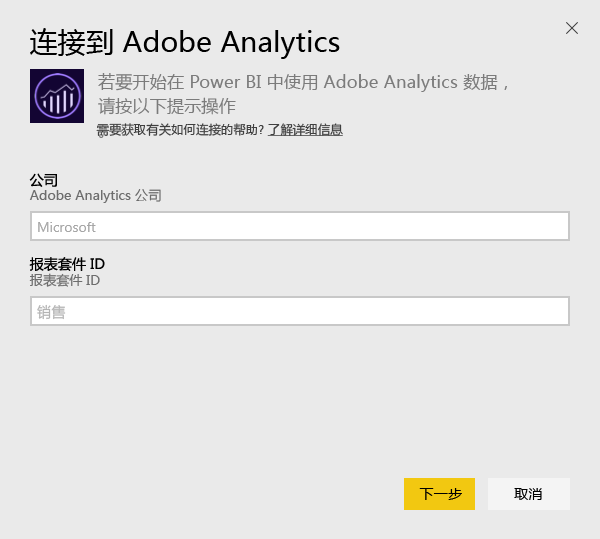 连接到 Adobe Analytics
若要开始在 Power BI 中使用 Adobe Analytics 数据，
请按以下提示操作
需要获取有关如何连接的帮助? 了解详细信息
公司
Adobe Analytics 公司
Microsoft
报表套件 ID
报表套件 ID
销售
下一步 取消